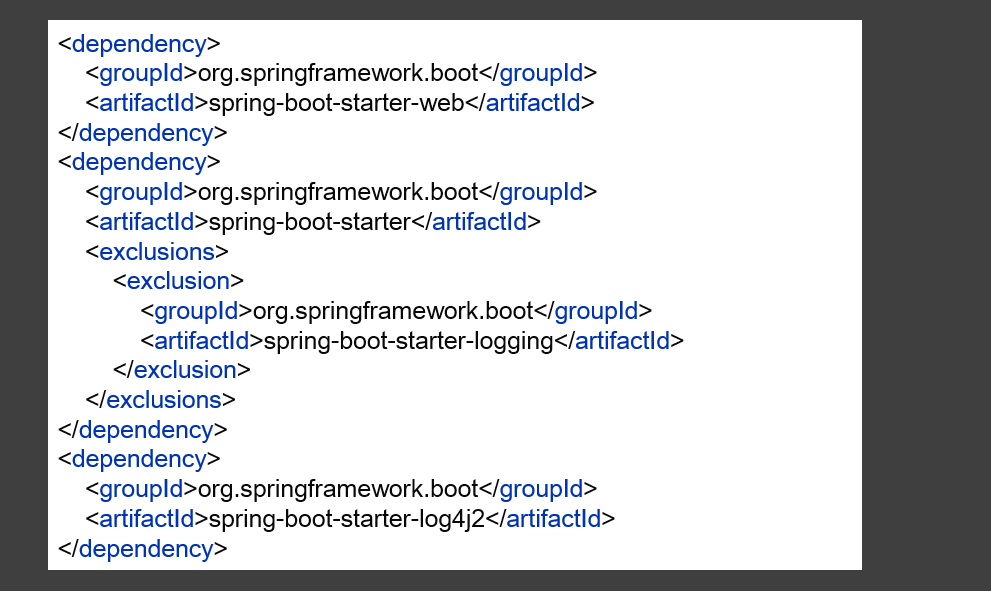 <dependency>
<groupId>org.springframework.boot</groupId>
<artifactId>spring-boot-starter-web</artifactId>
</dependency>
<dependency>
<groupId>org.springframework.boot</groupId>
<artifactId>spring-boot-starter</artifactId>
<exclusions>
<exclusion>
<groupId>org.springframework.boot</groupId>
<artifactId>spring-boot-starter-logging</artifactId>
</exclusion>
</exclusions>
</dependency>
<dependency>
<groupId>org.springframework.boot</groupId>
<artifactId>spring-boot-starter-log4j2</artifactId>
</dependency>